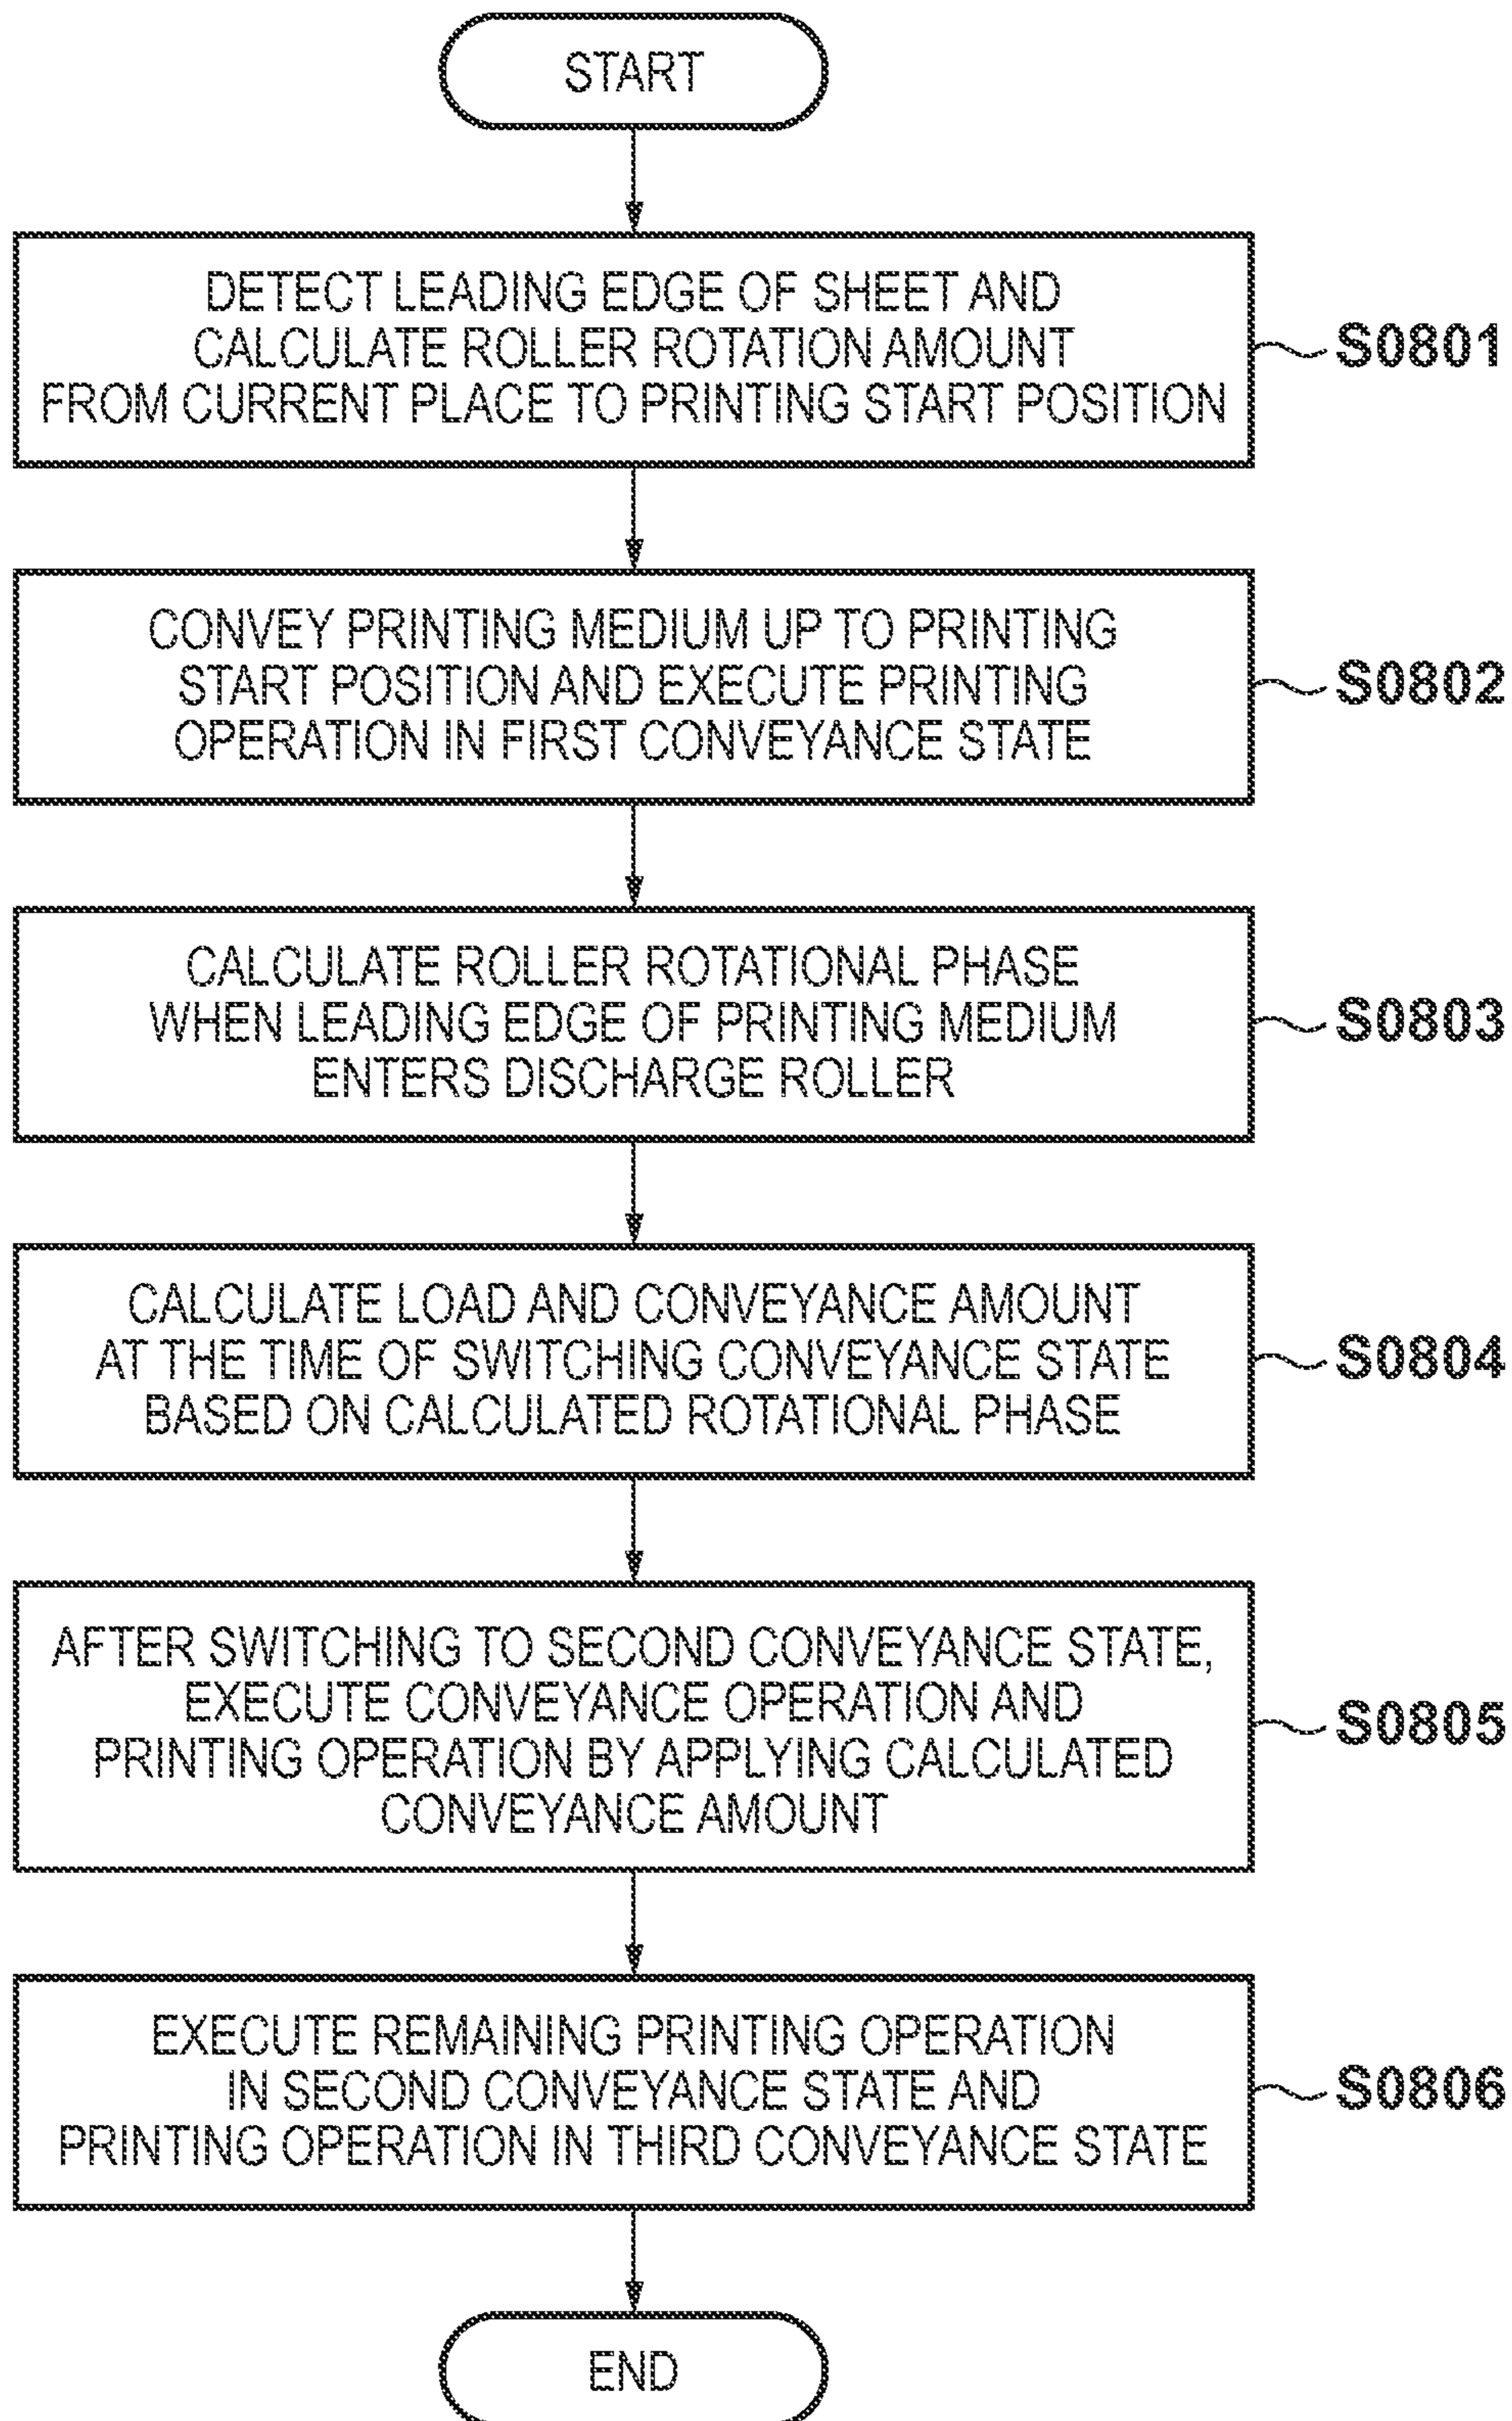 START
DETECT LEADING EDGE OF SHEET AND
CALCULATE ROLLER ROTATION AMOUNT
FROM CURRENT PLACE TO PRINTING START POSITION
S0801
CONVEY PRINTING MEDIUM UP TO PRINTING
START POSITION AND EXECUTE PRINTING
OPERATION IN FIRST CONVEYANCE STATE
S0802
CALCULATE ROLLER ROTATIONAL PHASE
WHEN LEADING EDGE OF PRINTING MEDIUM
ENTERS DISCHARGE ROLLER
S0803
CALCULATE LOAD AND CONVEYANCE AMOUNT
AT THE TIME OF SWITCHING CONVEYANCE STATE
BASED ON CALCULATED ROTATIONAL PHASE
S0804
AFTER SWITCHING TO SECOND CONVEYANCE STATE,
EXECUTE CONVEYANCE OPERATION AND
PRINTING OPERATION BY APPLYING CALCULATED
CONVEYANCE AMOUNT
S0805
EXECUTE REMAINING PRINTING OPERATION
IN SECOND CONVEYANCE STATE AND
PRINTING OPERATION IN THIRD CONVEYANCE STATE
S0806
END